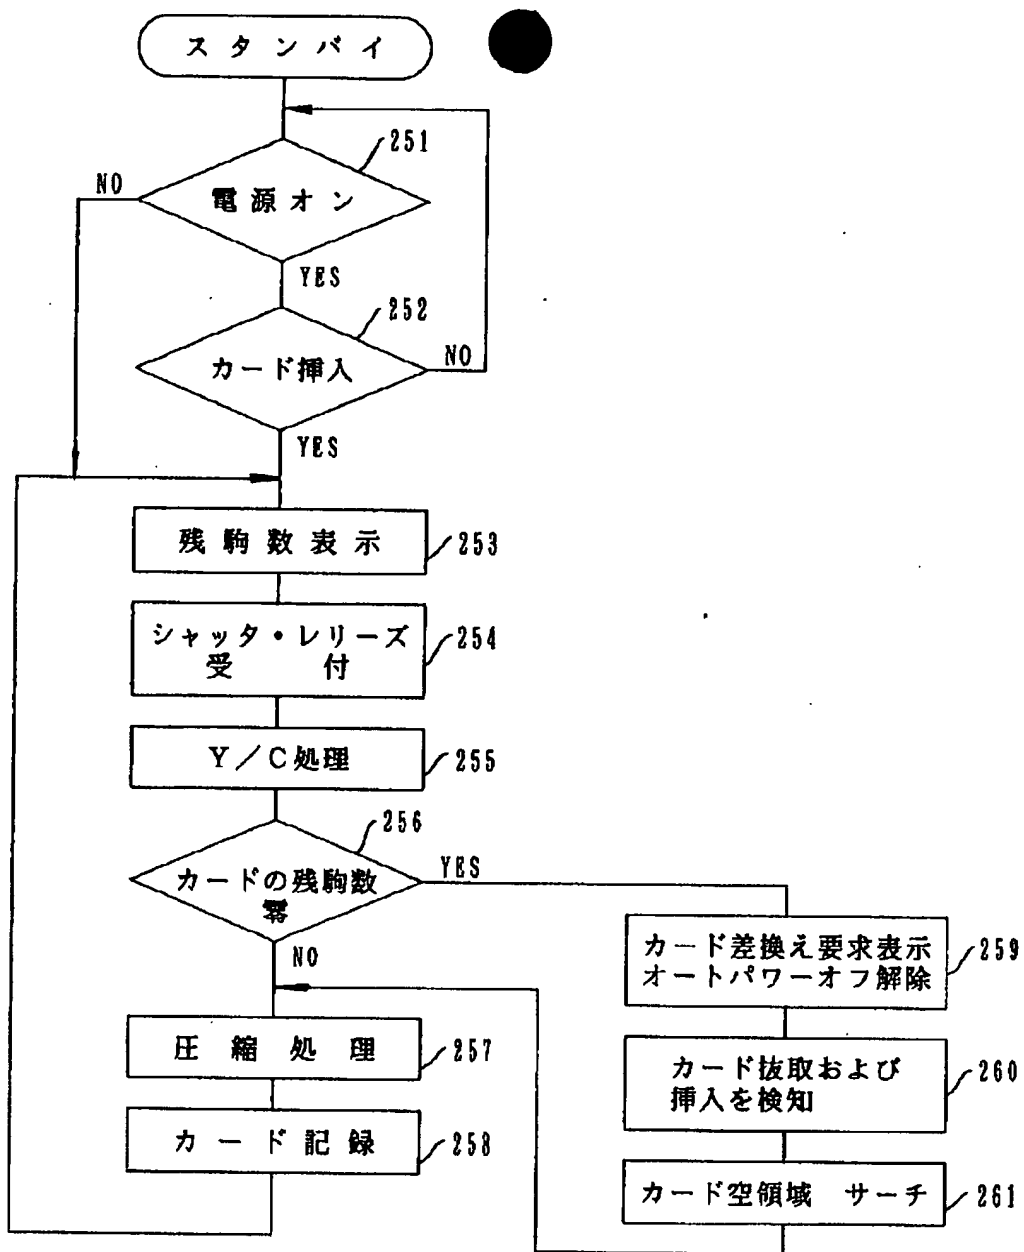 スタンバイ
251
NO
電源オン
YES
252
カード挿入
NO
YES
残駒数表示
253
シャッタ・レリーズ
受付
254
Y/C処理
255
256
カードの残駒数
零
YES
NO
カード差換え要求表示
オートパワーオフ解除
259
圧縮処理
257
カード抜取および
挿入を検知
260
カード記録
258
カード空領域 サーチ
261